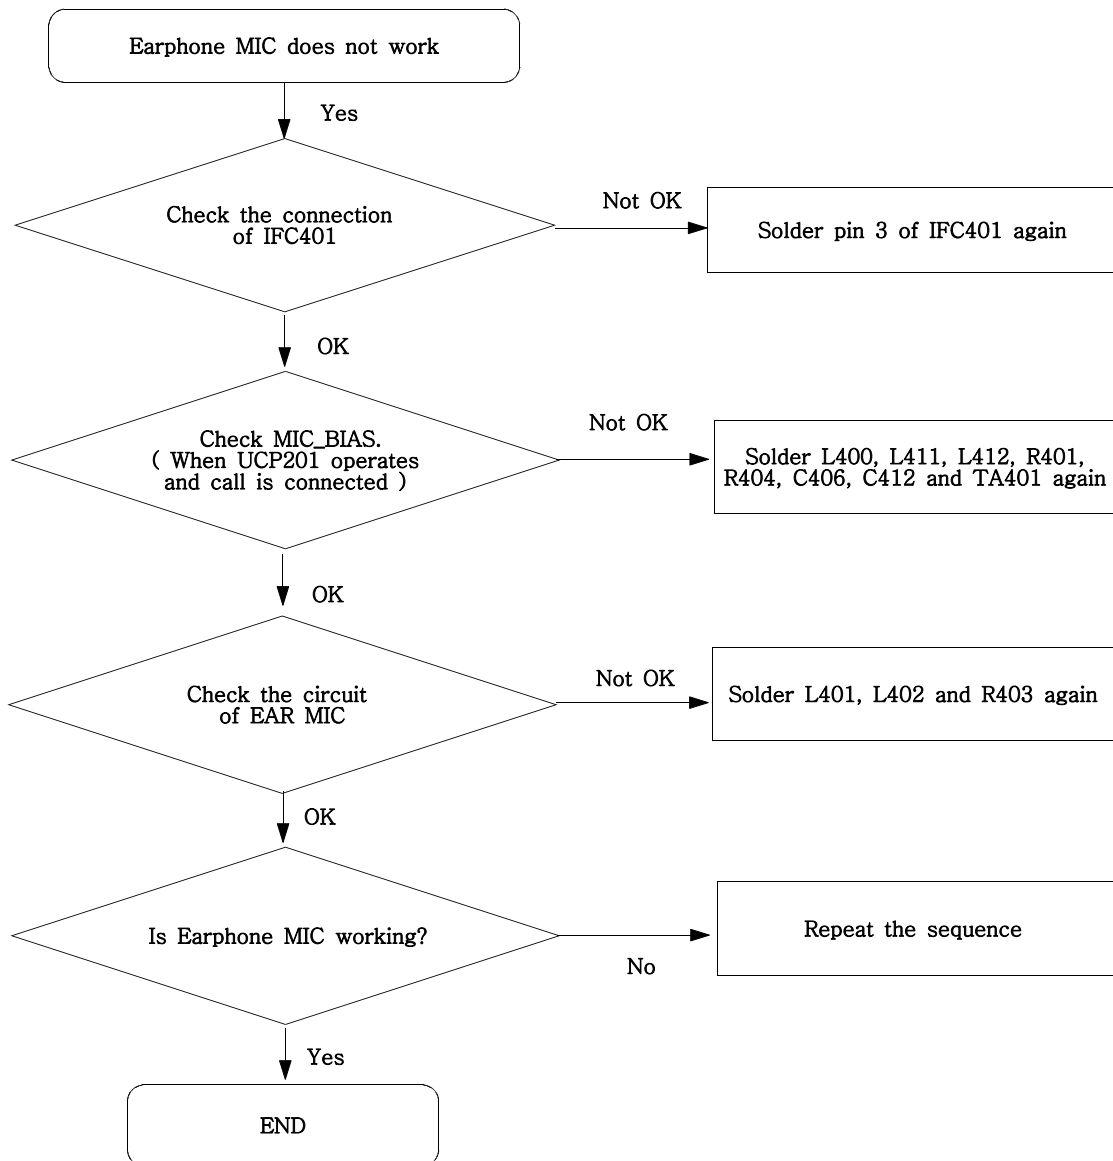 Earphone MIC does not work
Yes
Check the connection
of IFC401
Not OK
Solder pin 3 of IFC401 again
OK
Check MIC_BIAS.
( When UCP201 operates
and call is connected )
Not OK
Solder L400, L411, L412, R401,
R404, C406, C412 and TA401 again
OK
Check the circuit
of EAR MIC
Not OK
Solder L401, L402 and R403 again
OK
Is Earphone MIC working?
No
Repeat the sequence
Yes
END